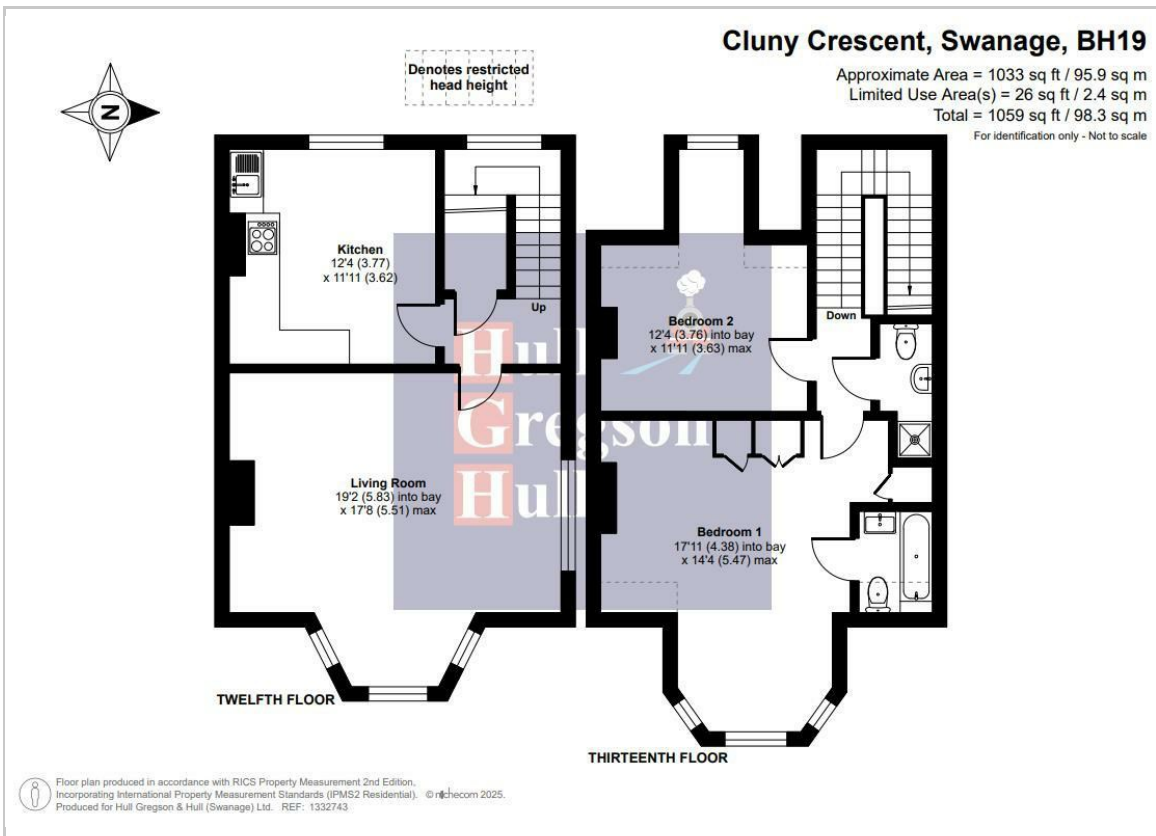 Cluny Crescent, Swanage, BH19
Approximate Area = 1033 sq ft / 95.9 sq m
Limited Use Area(s) = 26 sq ft / 2.4 sq m
Total = 1059 sq ft / 98.3 sq m
For identification only - Not to scale
Denotes restricted
head height
N
Kitchen
12'4 (3.77)
x 11'11 (3.62)
Up
Living Room
19'2 (5.83) into bay
x 17'8 (5.51) max
TWELFTH FLOOR
Bedroom 2
12'4 (3.76) into bay
x 11'11 (3.63) max
Down
Bedroom 1
17'11 (4.38) into bay
x 14'4 (5.47) max
THIRTEENTH FLOOR
Hull
Gregson
Hull
Floor plan produced in accordance with RICS Property Measurement 2nd Edition,
Incorporating International Property Measurement Standards (IPMS2 Residential). © nichecom 2025.
Produced for Hull Gregson & Hull (Swanage) Ltd. REF: 1332743